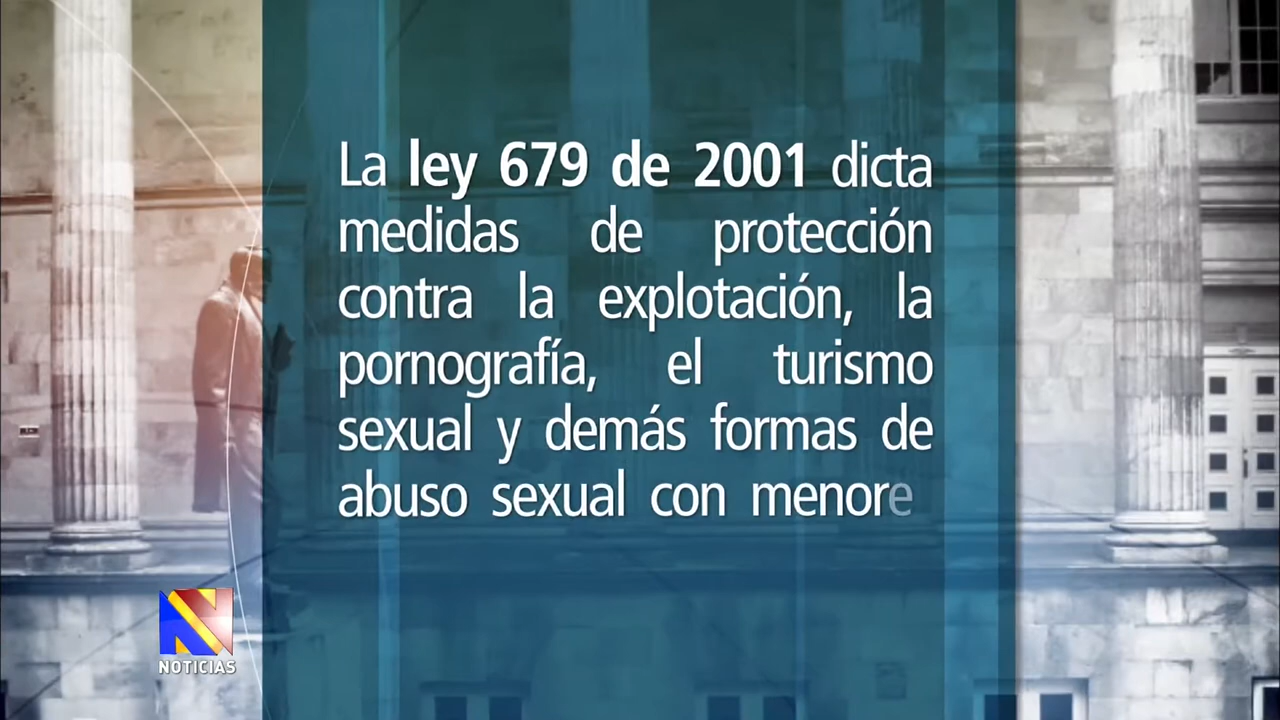 La ley 679 de 2001 dicta
medidas de protección
contra la explotación, la
pornografía, el turismo
sexual y demás formas de
abuso sexual con menore
N
NOTICIAS